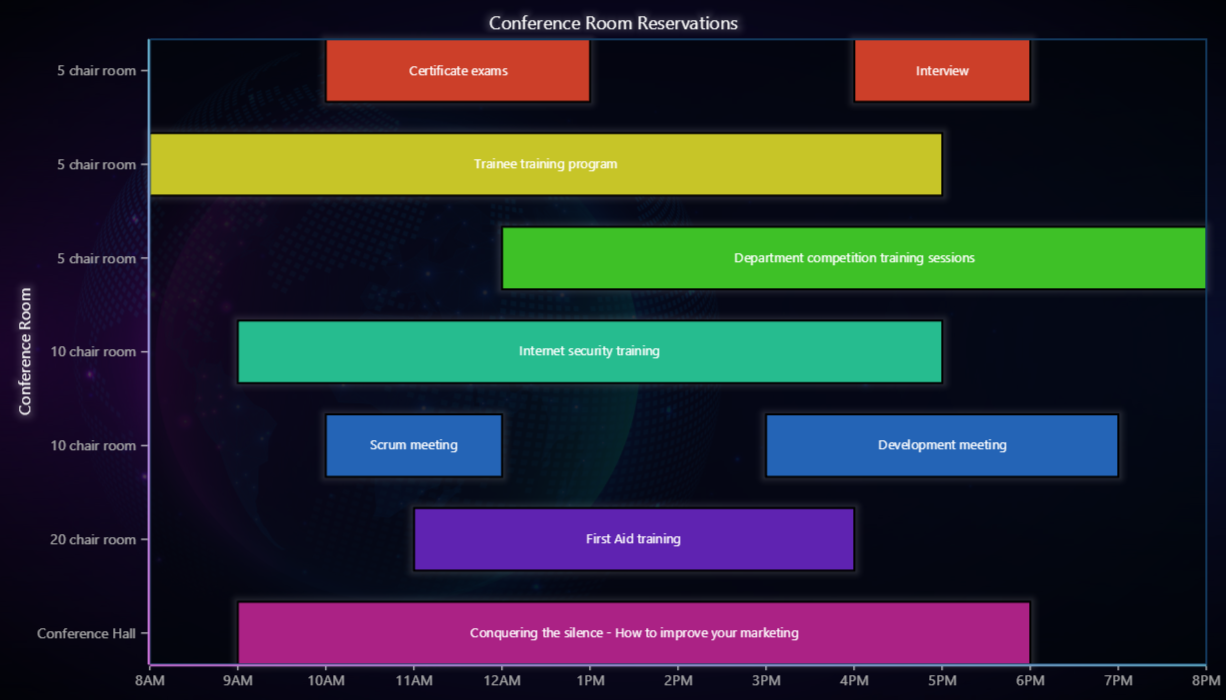 Conference Room Reservations
5 chair room
Certificate exams
Interview
5 chair room
Trainee training program
5 chair room
Department competition training sessions
Conference Room
10 chair room
Internet security training
10 chair room
Scrum meeting
Development meeting
20 chair room
First Aid training
Conference Hall
Conquering the silence - How to improve your marketing
8AM 9AM 10AM 11AM 12AM 1PM 2PM 3PM 4PM 5PM 6PM 7PM 8PM